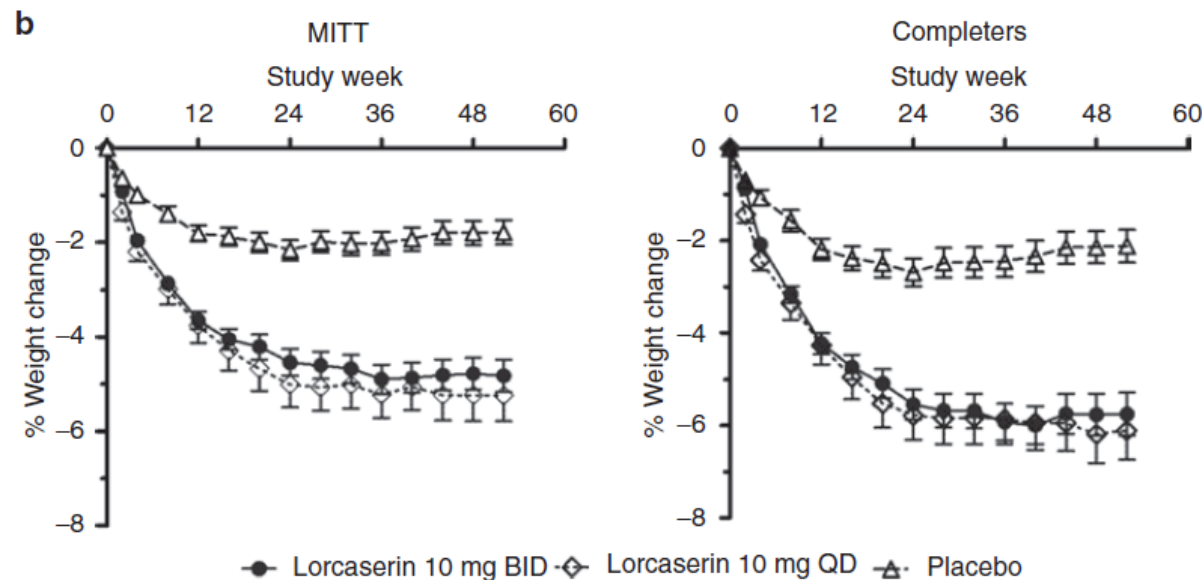 b
MITT
Study week
0 12 24 36 48 60
0
−2
−4
−6
−8
% Weight change
Completers
Study week
0 12 24 36 48 60
0
−2
−4
−6
−8
% Weight change
Lorcaserin 10 mg BID Lorcaserin 10 mg QD Placebo